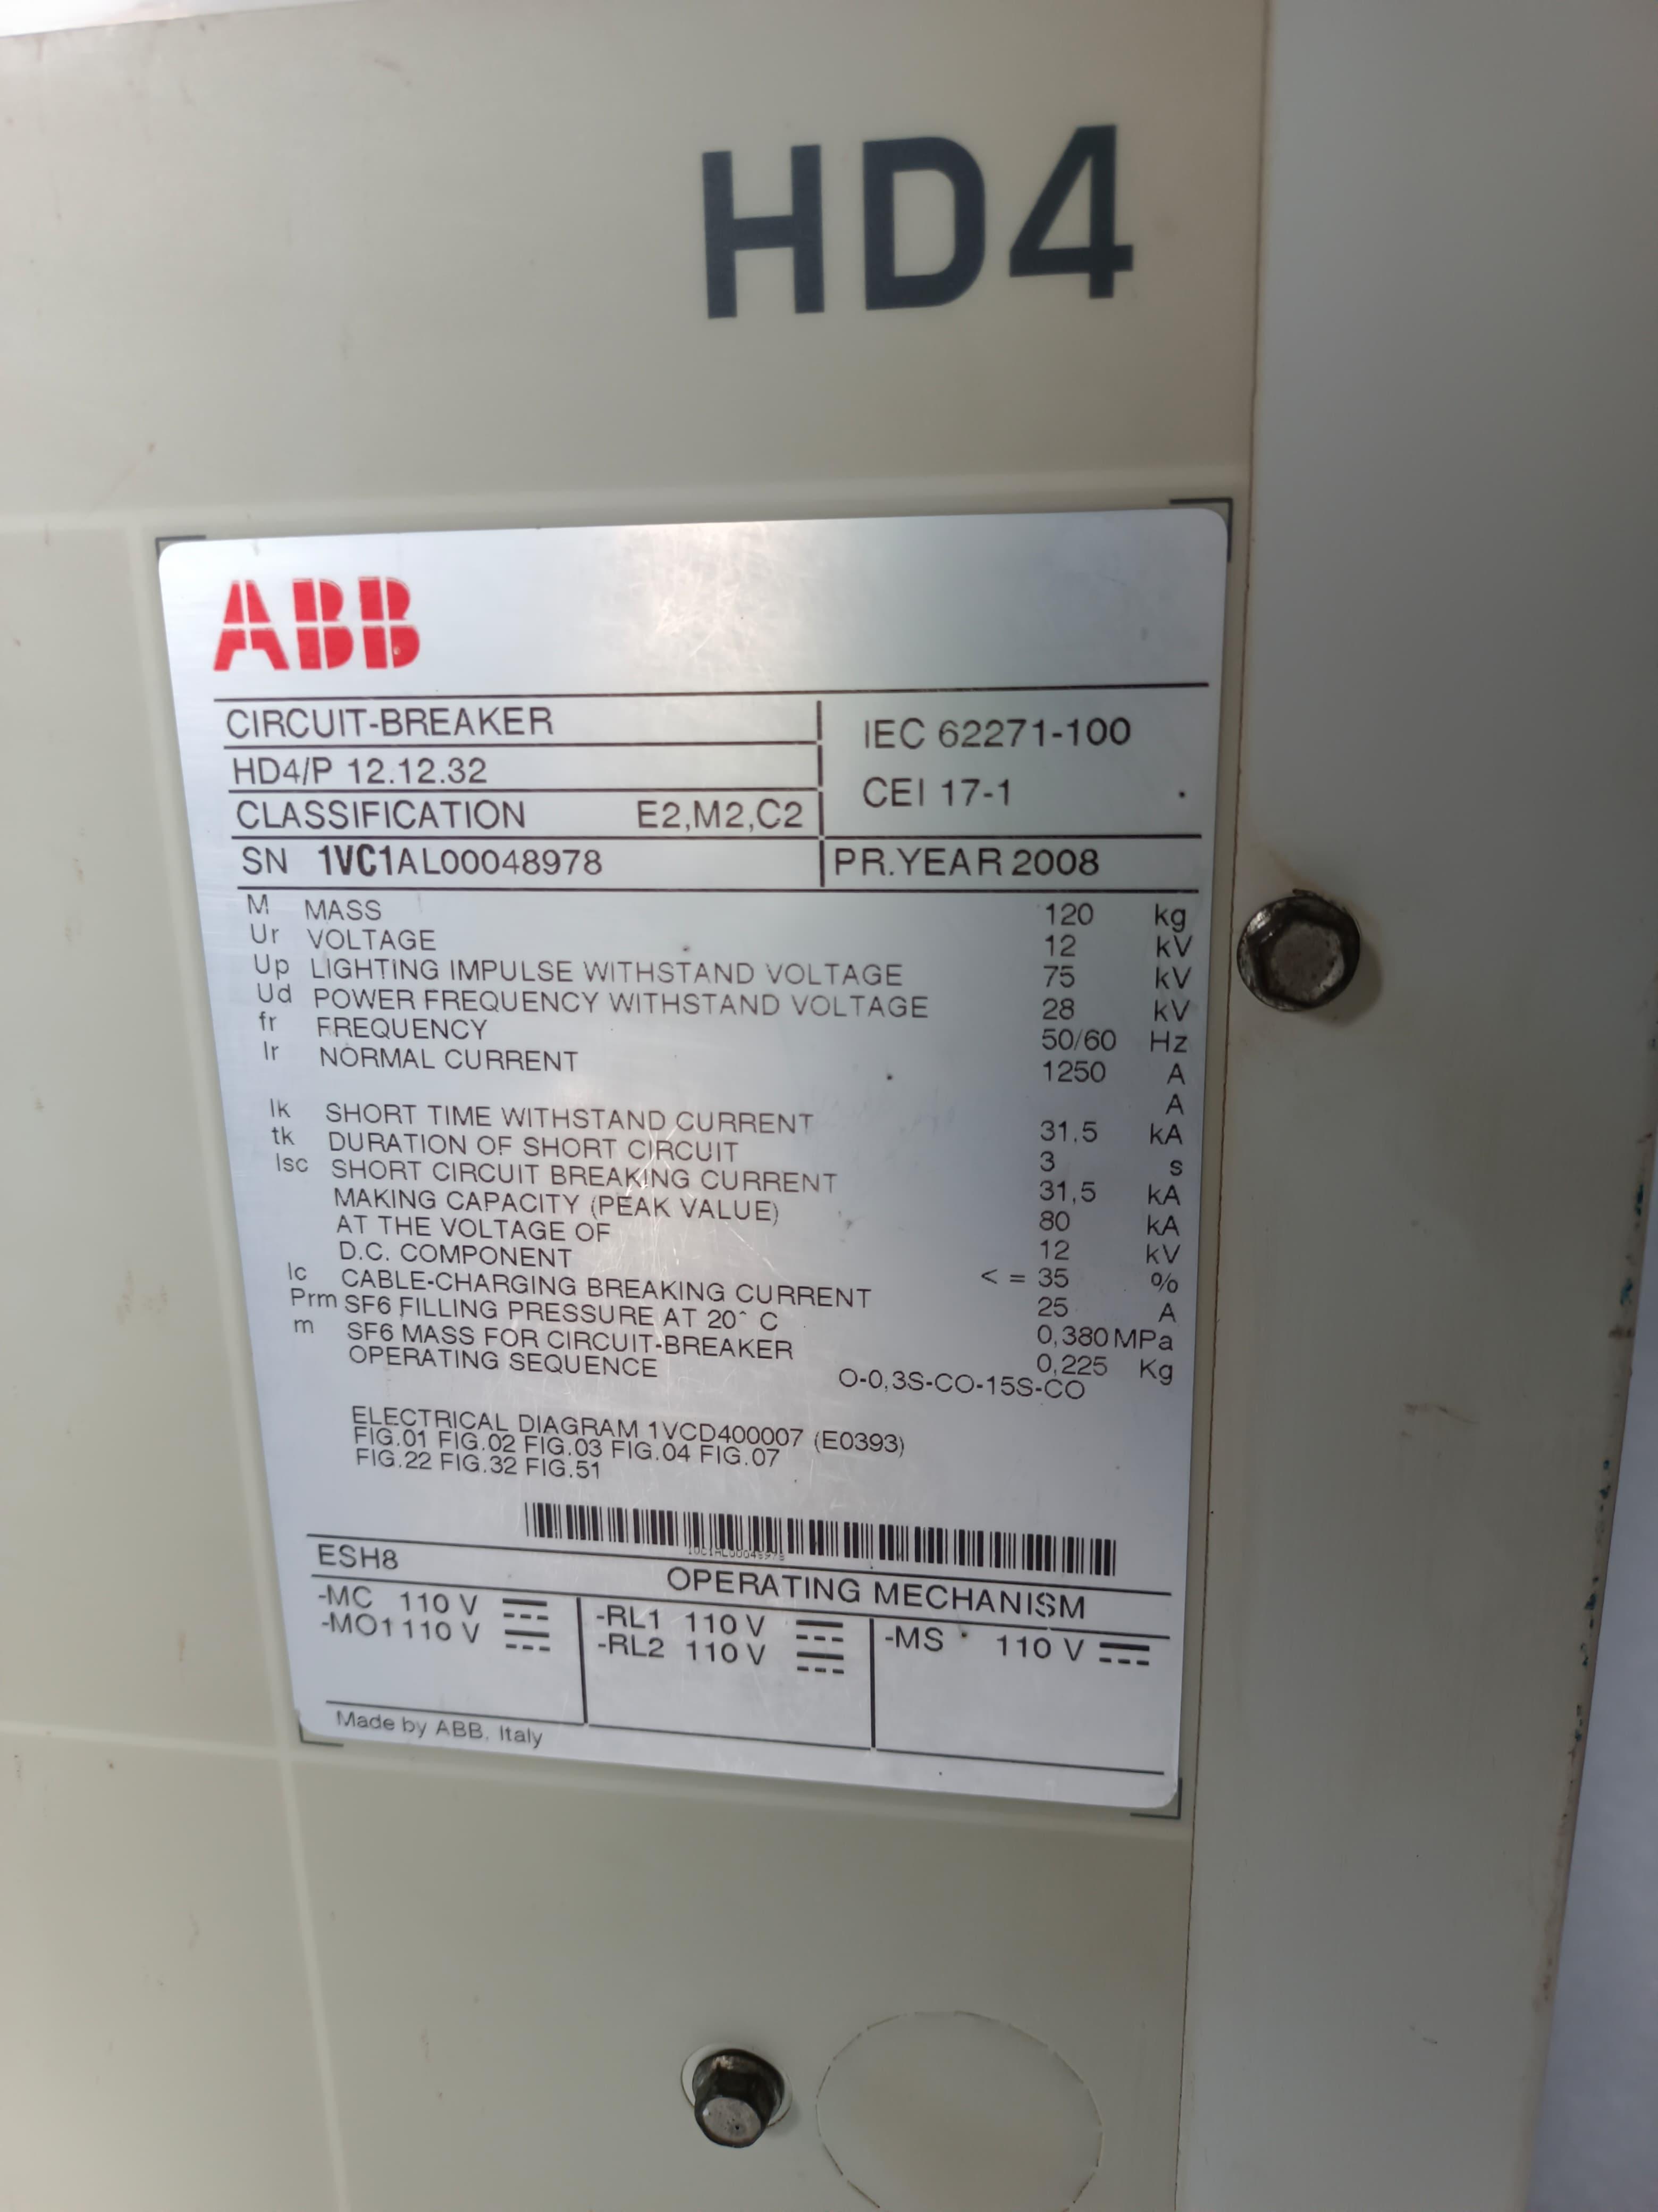 HD4
ABB
CIRCUIT-BREAKER
HD4/P 12.12.32
CLASSIFICATION E2,M2,C2
IEC 62271-100
CEI 17-1
SN 1VC1AL00048978 PR.YEAR 2008
M MASS 120 kg
Ur VOLTAGE 12 kV
Up LIGHTING IMPULSE WITHSTAND VOLTAGE 75 kV
Ud POWER FREQUENCY WITHSTAND VOLTAGE 28 kV
fr FREQUENCY 50/60 Hz
Ir NORMAL CURRENT 1250 A
A
Ik SHORT TIME WITHSTAND CURRENT 31.5 kA
tk DURATION OF SHORT CIRCUIT 3 s
Isc SHORT CIRCUIT BREAKING CURRENT 31,5 kA
MAKING CAPACITY (PEAK VALUE) 80 kA
AT THE VOLTAGE OF 12 kV
D.C. COMPONENT <= 35 %
Ic CABLE-CHARGING BREAKING CURRENT 25 A
Prm SF6 FILLING PRESSURE AT 20^ C 0,380 MPa
m SF6 MASS FOR CIRCUIT-BREAKER 0,225 Kg
OPERATING SEQUENCE O-0,3S-CO-15S-CO
ELECTRICAL DIAGRAM 1VCD400007 (E0393)
FIG.01 FIG.02 FIG.03 FIG.04 FIG.07
FIG.22 FIG.32 FIG.51
1VC1AL00048978
ESH8 OPERATING MECHANISM
-MC 110 V
-MO1 110 V
-RL1 110 V
-RL2 110 V
-MS 110 V
Made by ABB, Italy